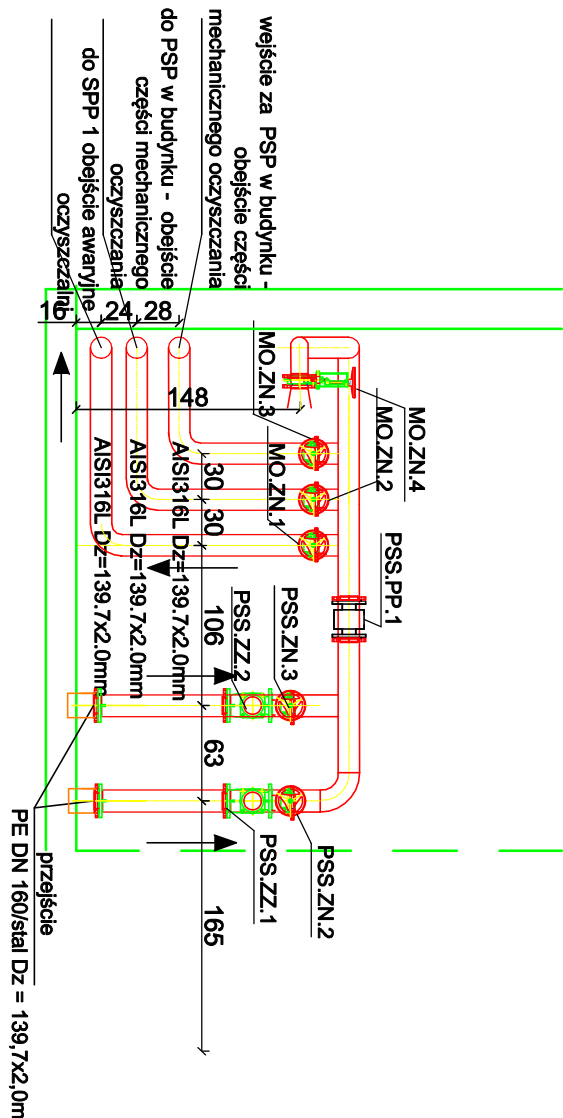 wejście za PSP w budynku -
obejście części
mechanicznego oczyszczania
do PSP w budynku - obejście
części mechanicznego
oczyszczania
do SPP 1 obejście awaryjne
oczyszczalni
16
24
28
148
MO.ZN.4
MO.ZN.2
MO.ZN.3
MO.ZN.1
30
30
106
63
165
AISI316L Dz=139.7x2.0mm
AISI316L Dz=139.7x2.0mm
AISI316L Dz=139.7x2.0mm
PSS.PP.1
PSS.ZN.3
PSS.ZZ.2
PSS.ZN.2
PSS.ZZ.1
przejście
PE DN 160/stal Dz = 139,7x2,0m